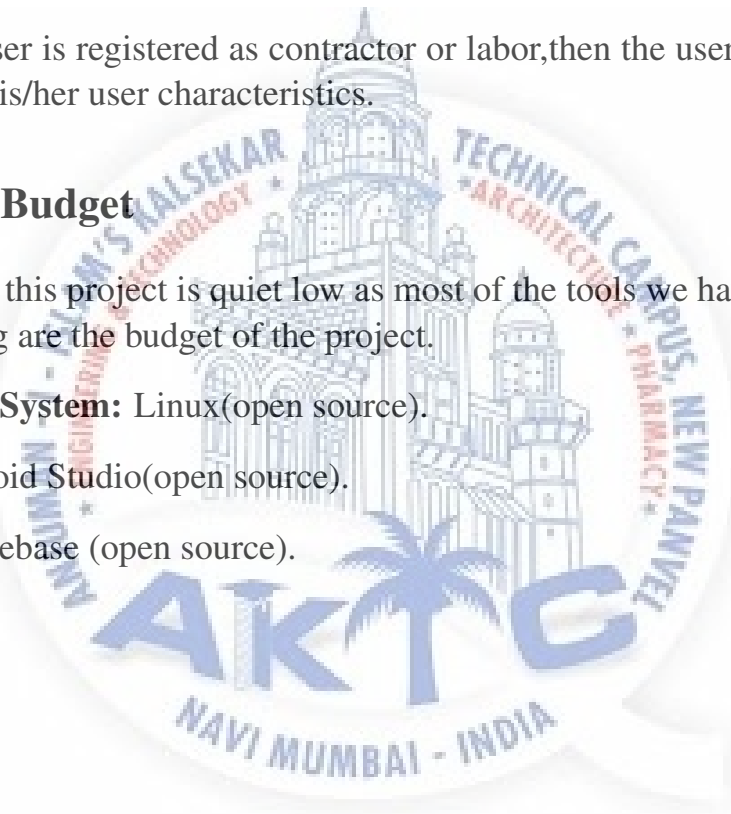 ser is registered as contractor or labor,then the user
is/her user characteristics.
Budget
this project is quiet low as most of the tools we ha
g are the budget of the project.
System: Linux(open source).
oid Studio(open source).
ebase (open source).
ANJUMAN - I - ISLAM'S KALSEKAR TECHNICAL CAMPUS, NEW PANVEL
ENGINEERING & TECHNOLOGY * ARCHITECTURE * PHARMACY *
AKTC
NAVI MUMBAI - INDIA